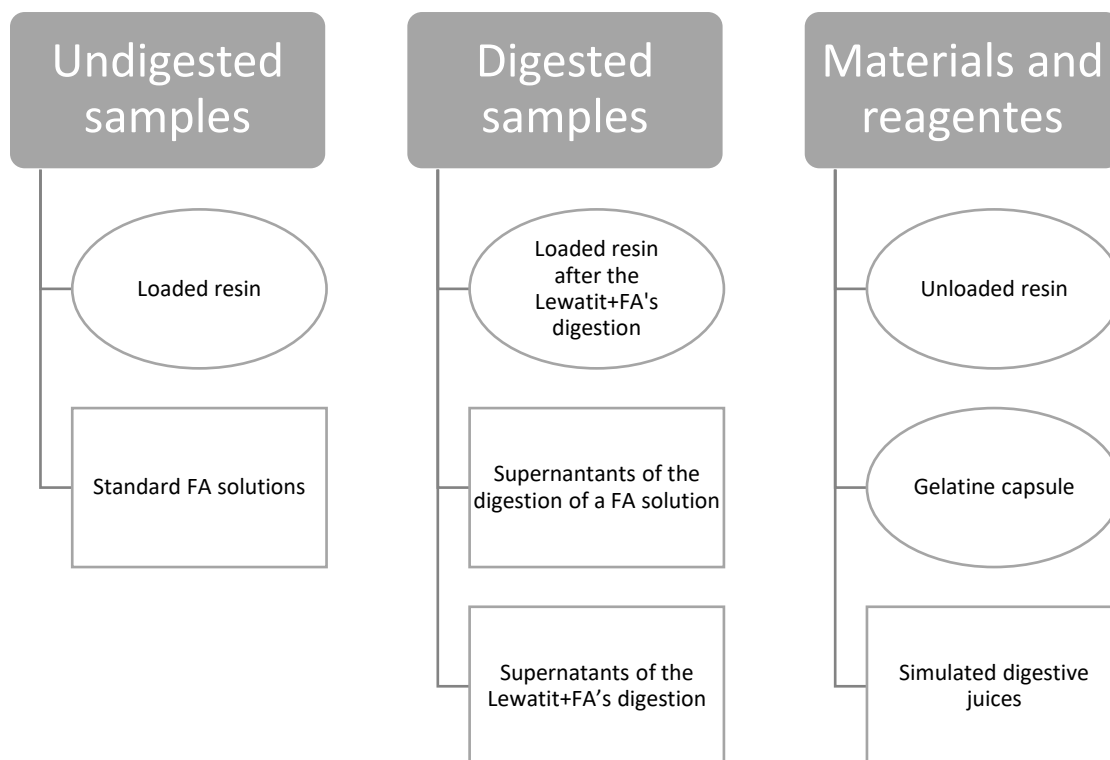 Undigested
samples
Loaded resin
Standard FA solutions
Digested
samples
Loaded resin
after the
Lewatit+FA's
digestion
Supernantants of the
digestion of a FA solution
Supernatants of the
Lewatit+FA’s digestion
Materials and
reagentes
Unloaded resin
Gelatine capsule
Simulated digestive
juices